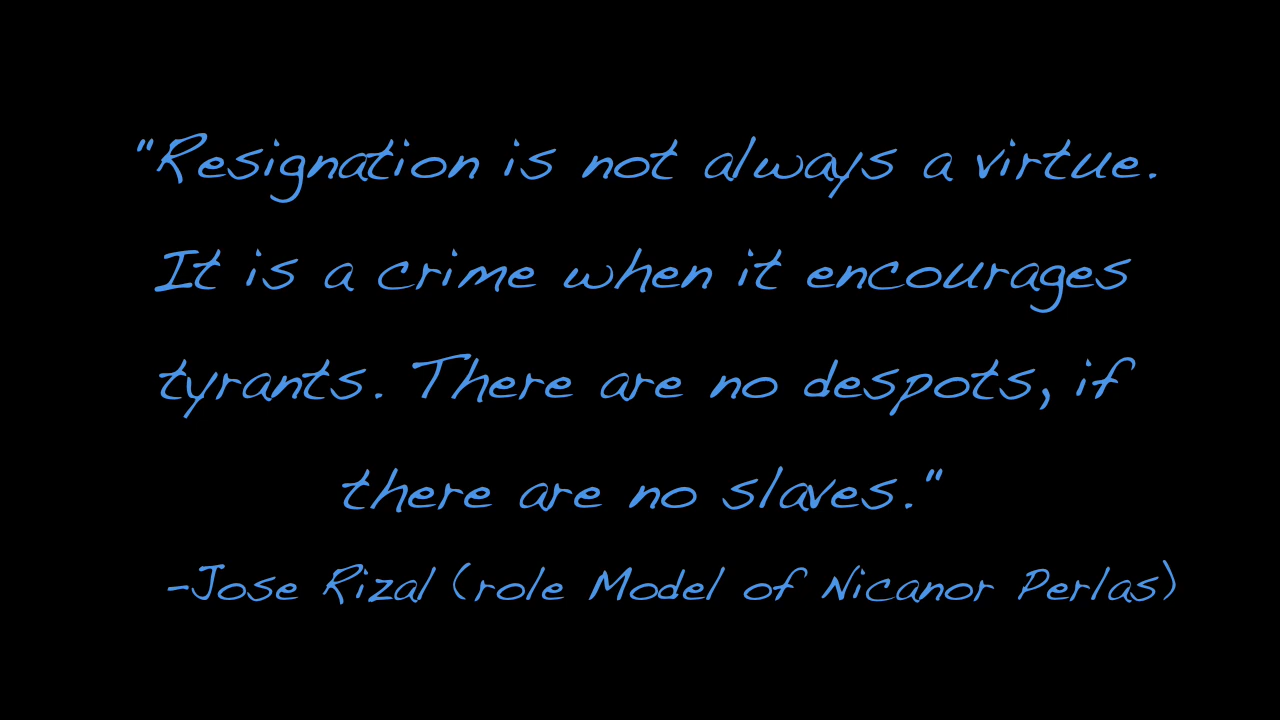 "Resignation is not always a virtue.
It is a crime when it encourages
tyrants. There are no despots, if
there are no slaves."
-Jose Rizal (role Model of Nicanor Perlas)